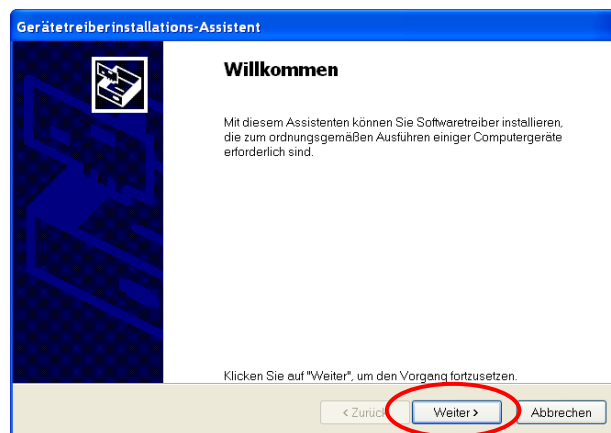 Gerätetreiberinstallations-Assistent
Willkommen
Mit diesem Assistenten können Sie Softwaretreiber installieren,
die zum ordnungsgemäßen Ausführen einiger Computergeräte
erforderlich sind.
Klicken Sie auf "Weiter", um den Vorgang fortzusetzen.
< Zurück Weiter > Abbrechen